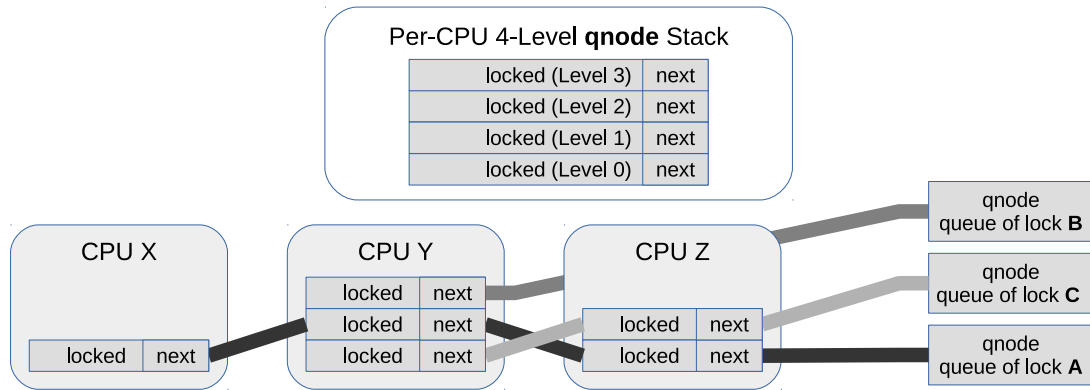 Per-CPU 4-Level qnode Stack
locked (Level 3) next
locked (Level 2) next
locked (Level 1) next
locked (Level 0) next
CPU X
locked next
CPU Y
locked next
locked next
locked next
CPU Z
locked next
locked next
qnode
queue of lock B
qnode
queue of lock C
qnode
queue of lock A